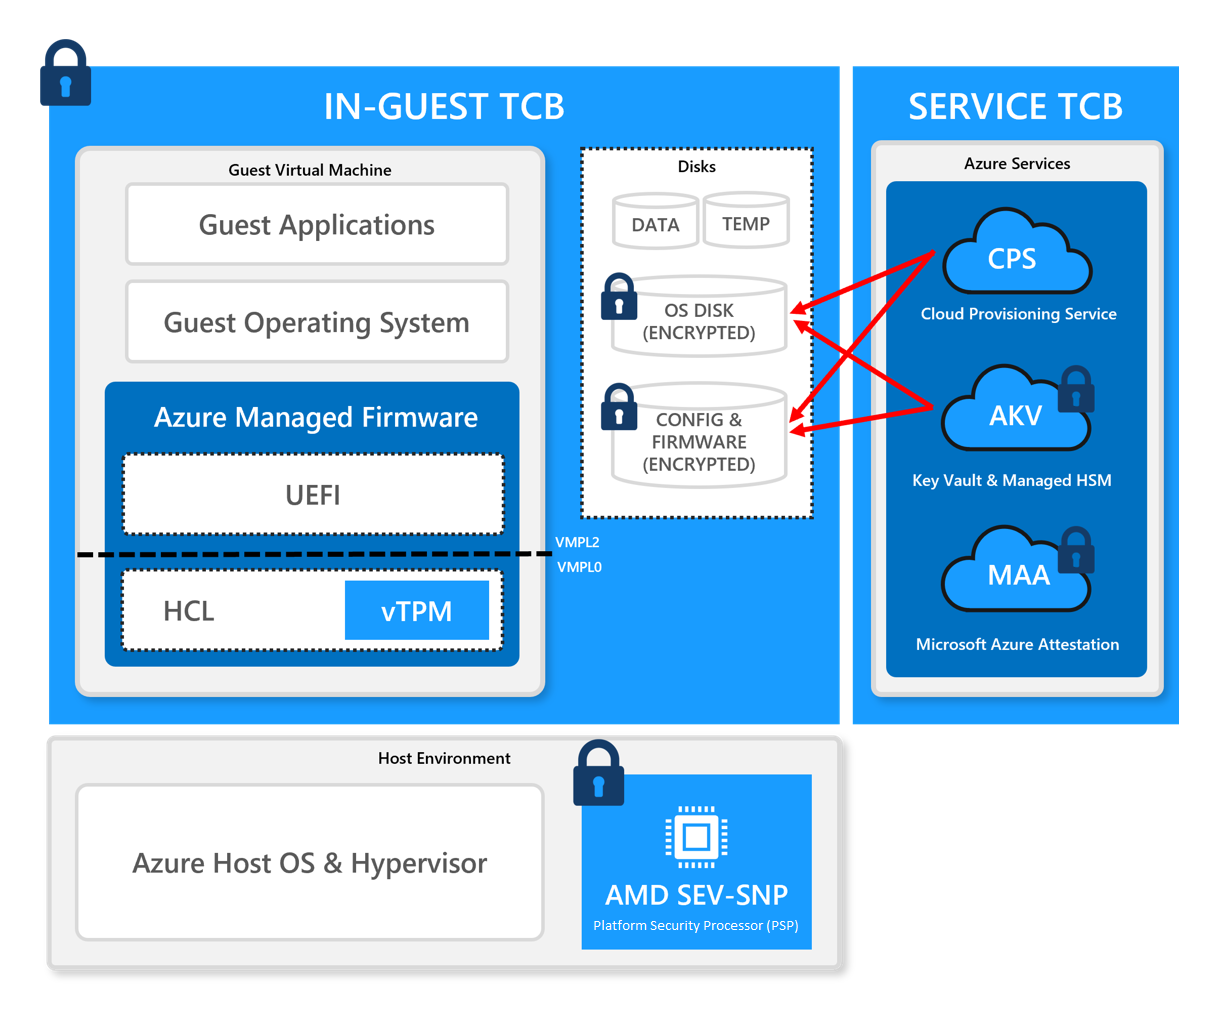 IN-GUEST TCB
Guest Virtual Machine
Guest Applications
Guest Operating System
Azure Managed Firmware
UEFI
VMPL2
VMPL0
HCL
vTPM
Disks
DATA
TEMP
OS DISK
(ENCRYPTED)
CONFIG &
FIRMWARE
(ENCRYPTED)
SERVICE TCB
Azure Services
CPS
Cloud Provisioning Service
AKV
Key Vault & Managed HSM
MAA
Microsoft Azure Attestation
Host Environment
Azure Host OS & Hypervisor
AMD SEV-SNP
Platform Security Processor (PSP)